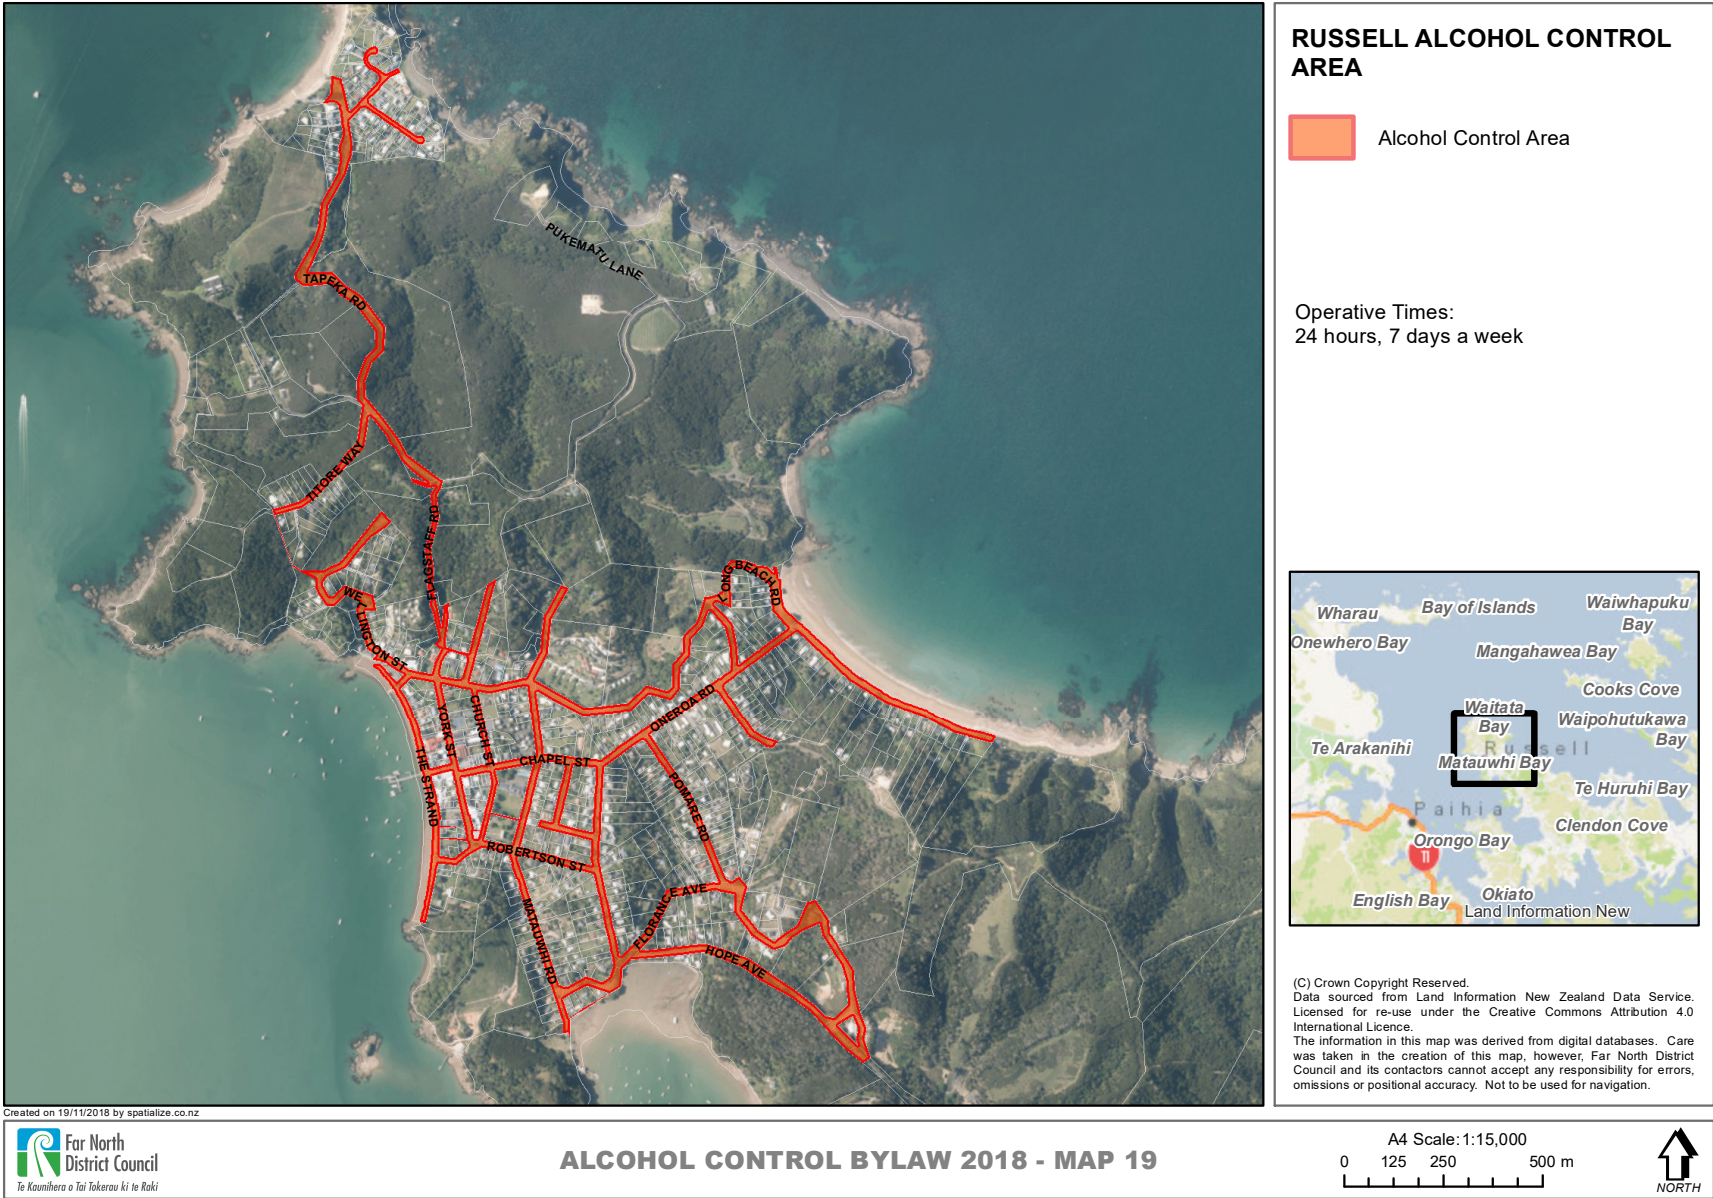 RUSSELL ALCOHOL CONTROL
AREA
Alcohol Control Area
Operative Times:
24 hours, 7 days a week
PUKEMATU LANE
TAPEKA RD
TITORE WAY
FLAGSTAFF RD
WELLINGTON ST
LONG BEACH RD
ONEROA RD
YORK ST
CHURCH ST
THE STRAND
CHAPEL ST
POMARE RD
ROBERTSON ST
MATAUWHI RD
FLORANCE AVE
HOPE AVE
Wharau
Bay of Islands
Waiwhapuku
Bay
Onewhero Bay
Mangahawea Bay
Cooks Cove
Waitata
Bay
Waipohutukawa
Bay
Te Arakanihi
Russell
Matauwhi Bay
Te Huruhi Bay
Paihia
Clendon Cove
Orongo Bay
11
English Bay
Okiato
Land Information New
(C) Crown Copyright Reserved.
Data sourced from Land Information New Zealand Data Service.
Licensed for re-use under the Creative Commons Attribution 4.0
International Licence.
The information in this map was derived from digital databases. Care
was taken in the creation of this map, however, Far North District
Council and its contactors cannot accept any responsibility for errors,
omissions or positional accuracy. Not to be used for navigation.
Created on 19/11/2018 by spatialize.co.nz
Far North
District Council
Te Kaunihera o Tai Tokerau ki te Raki
ALCOHOL CONTROL BYLAW 2018 - MAP 19
A4 Scale: 1:15,000
0 125 250 500 m
NORTH